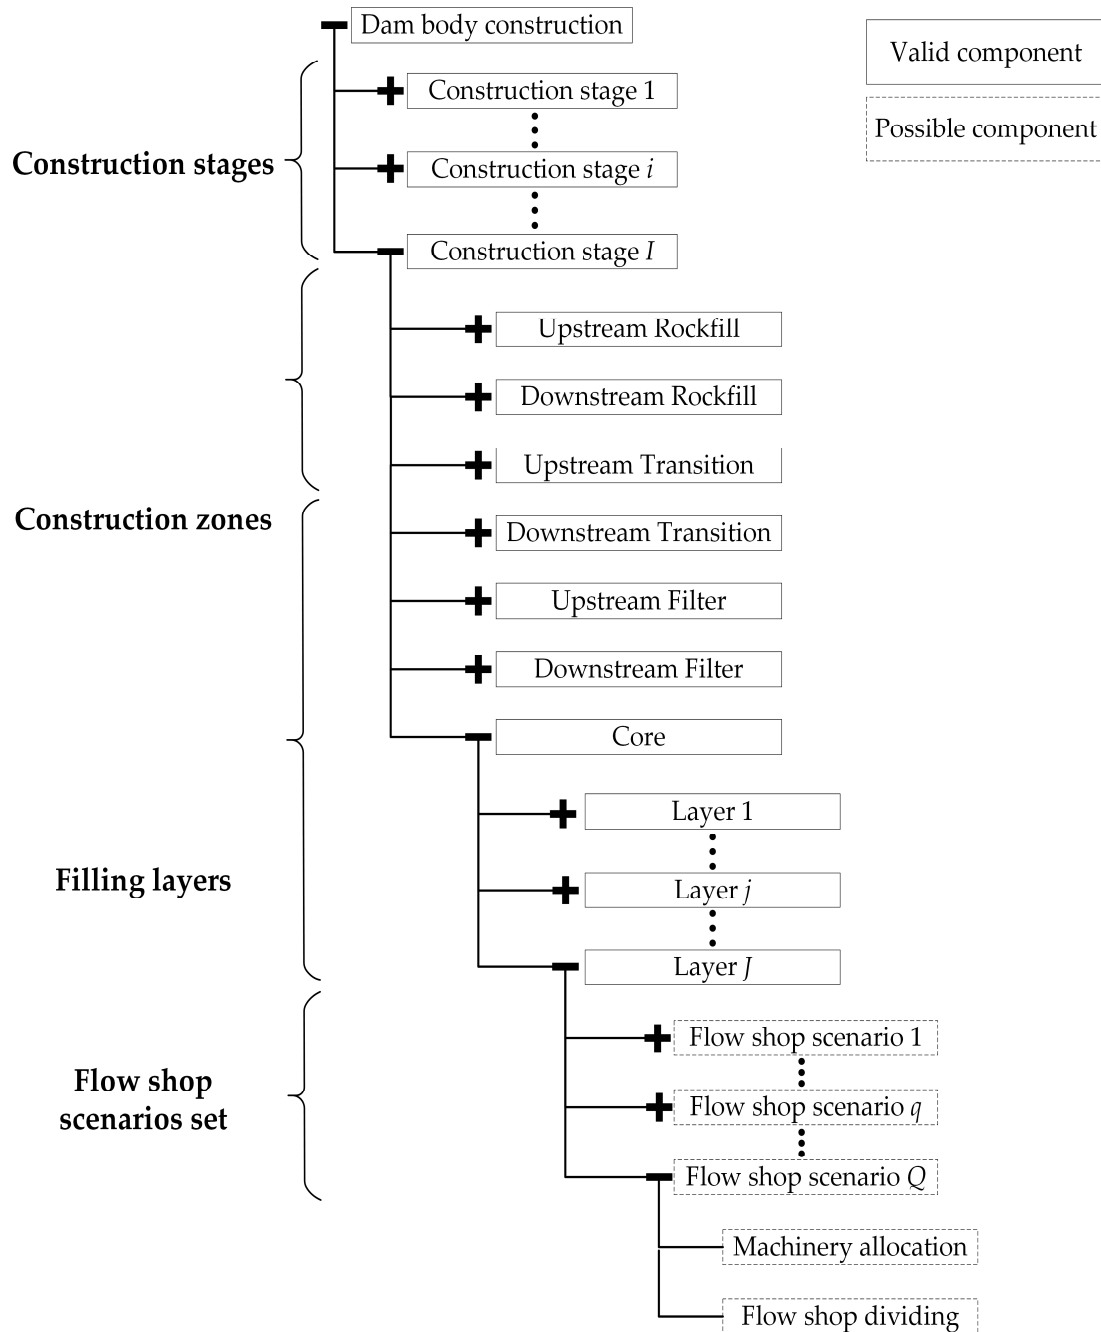 Dam body construction
Valid component
Possible component
Construction stages
Construction stage 1
Construction stage i
Construction stage I
Construction zones
Upstream Rockfill
Downstream Rockfill
Upstream Transition
Downstream Transition
Upstream Filter
Downstream Filter
Core
Filling layers
Layer 1
Layer j
Layer J
Flow shop
scenarios set
Flow shop scenario 1
Flow shop scenario q
Flow shop scenario Q
Machinery allocation
Flow shop dividing